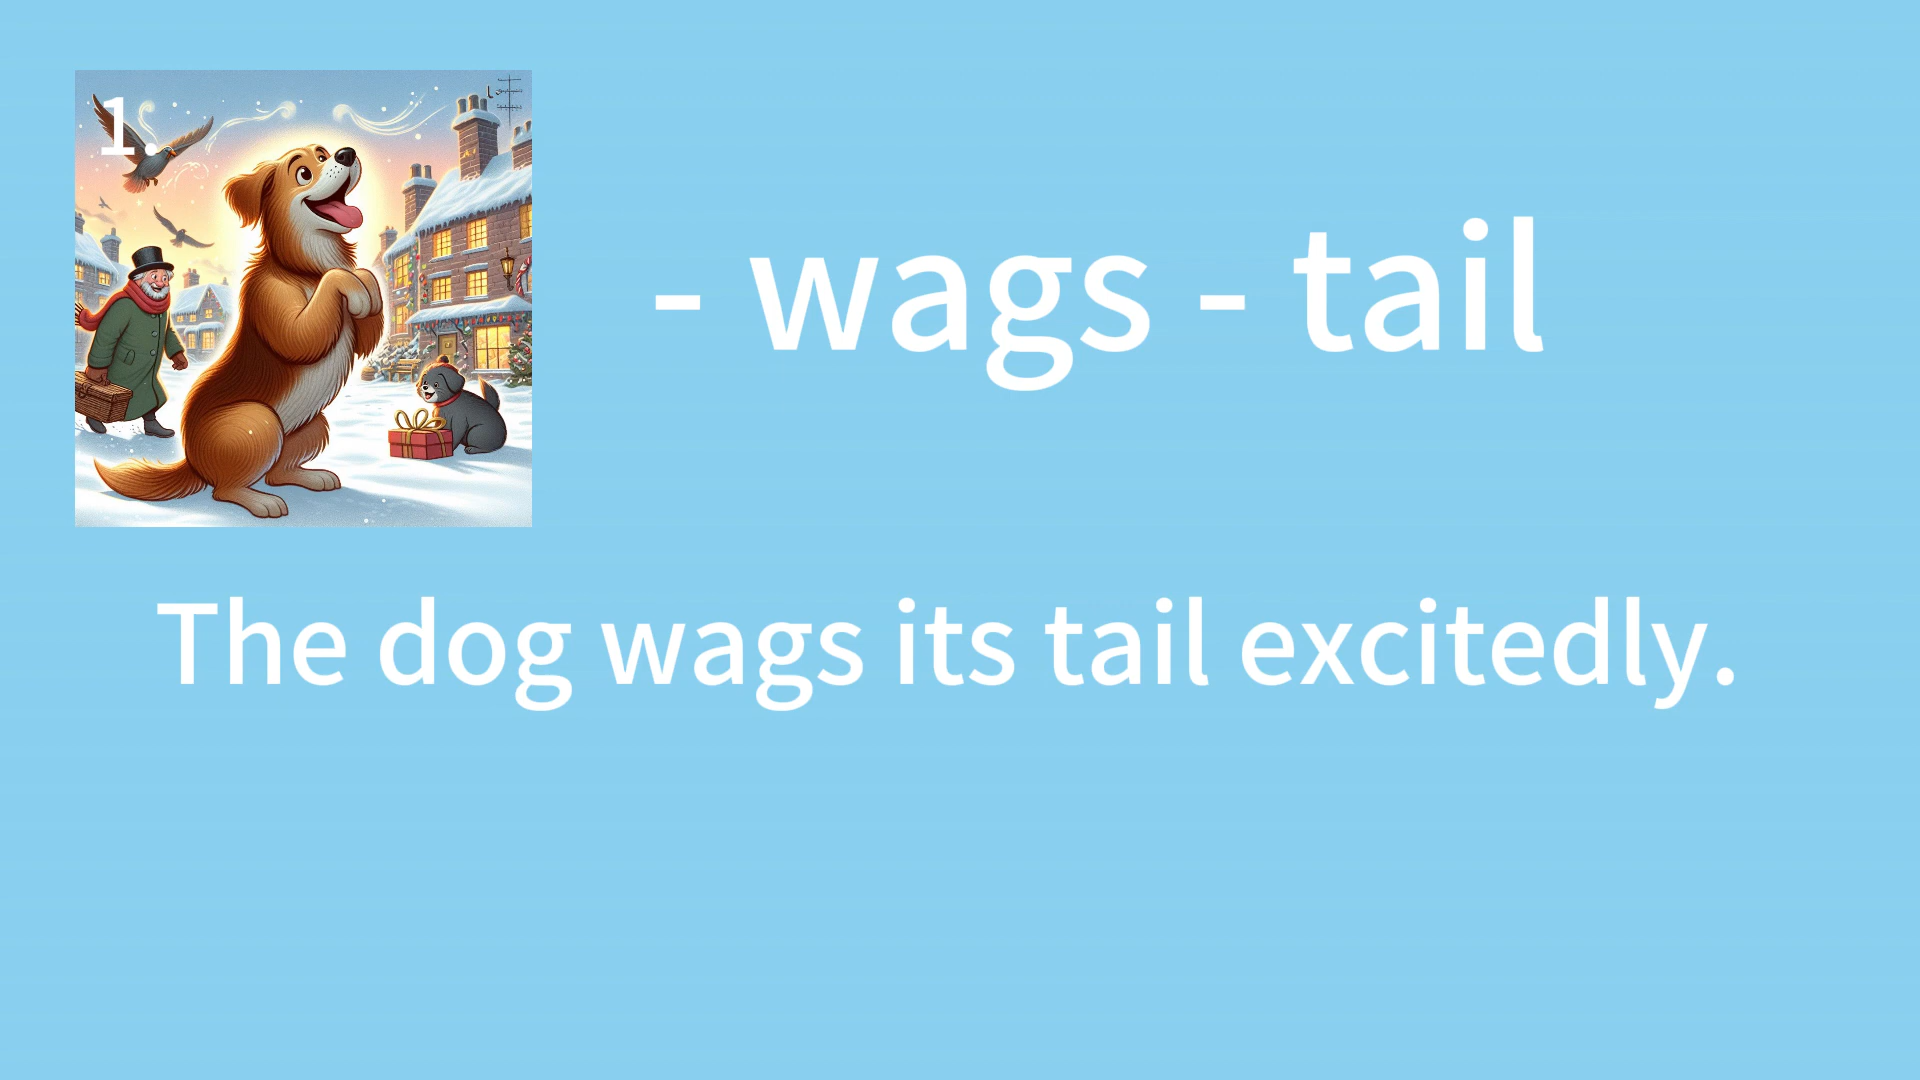 1.
- wags - tail
The dog wags its tail excitedly.